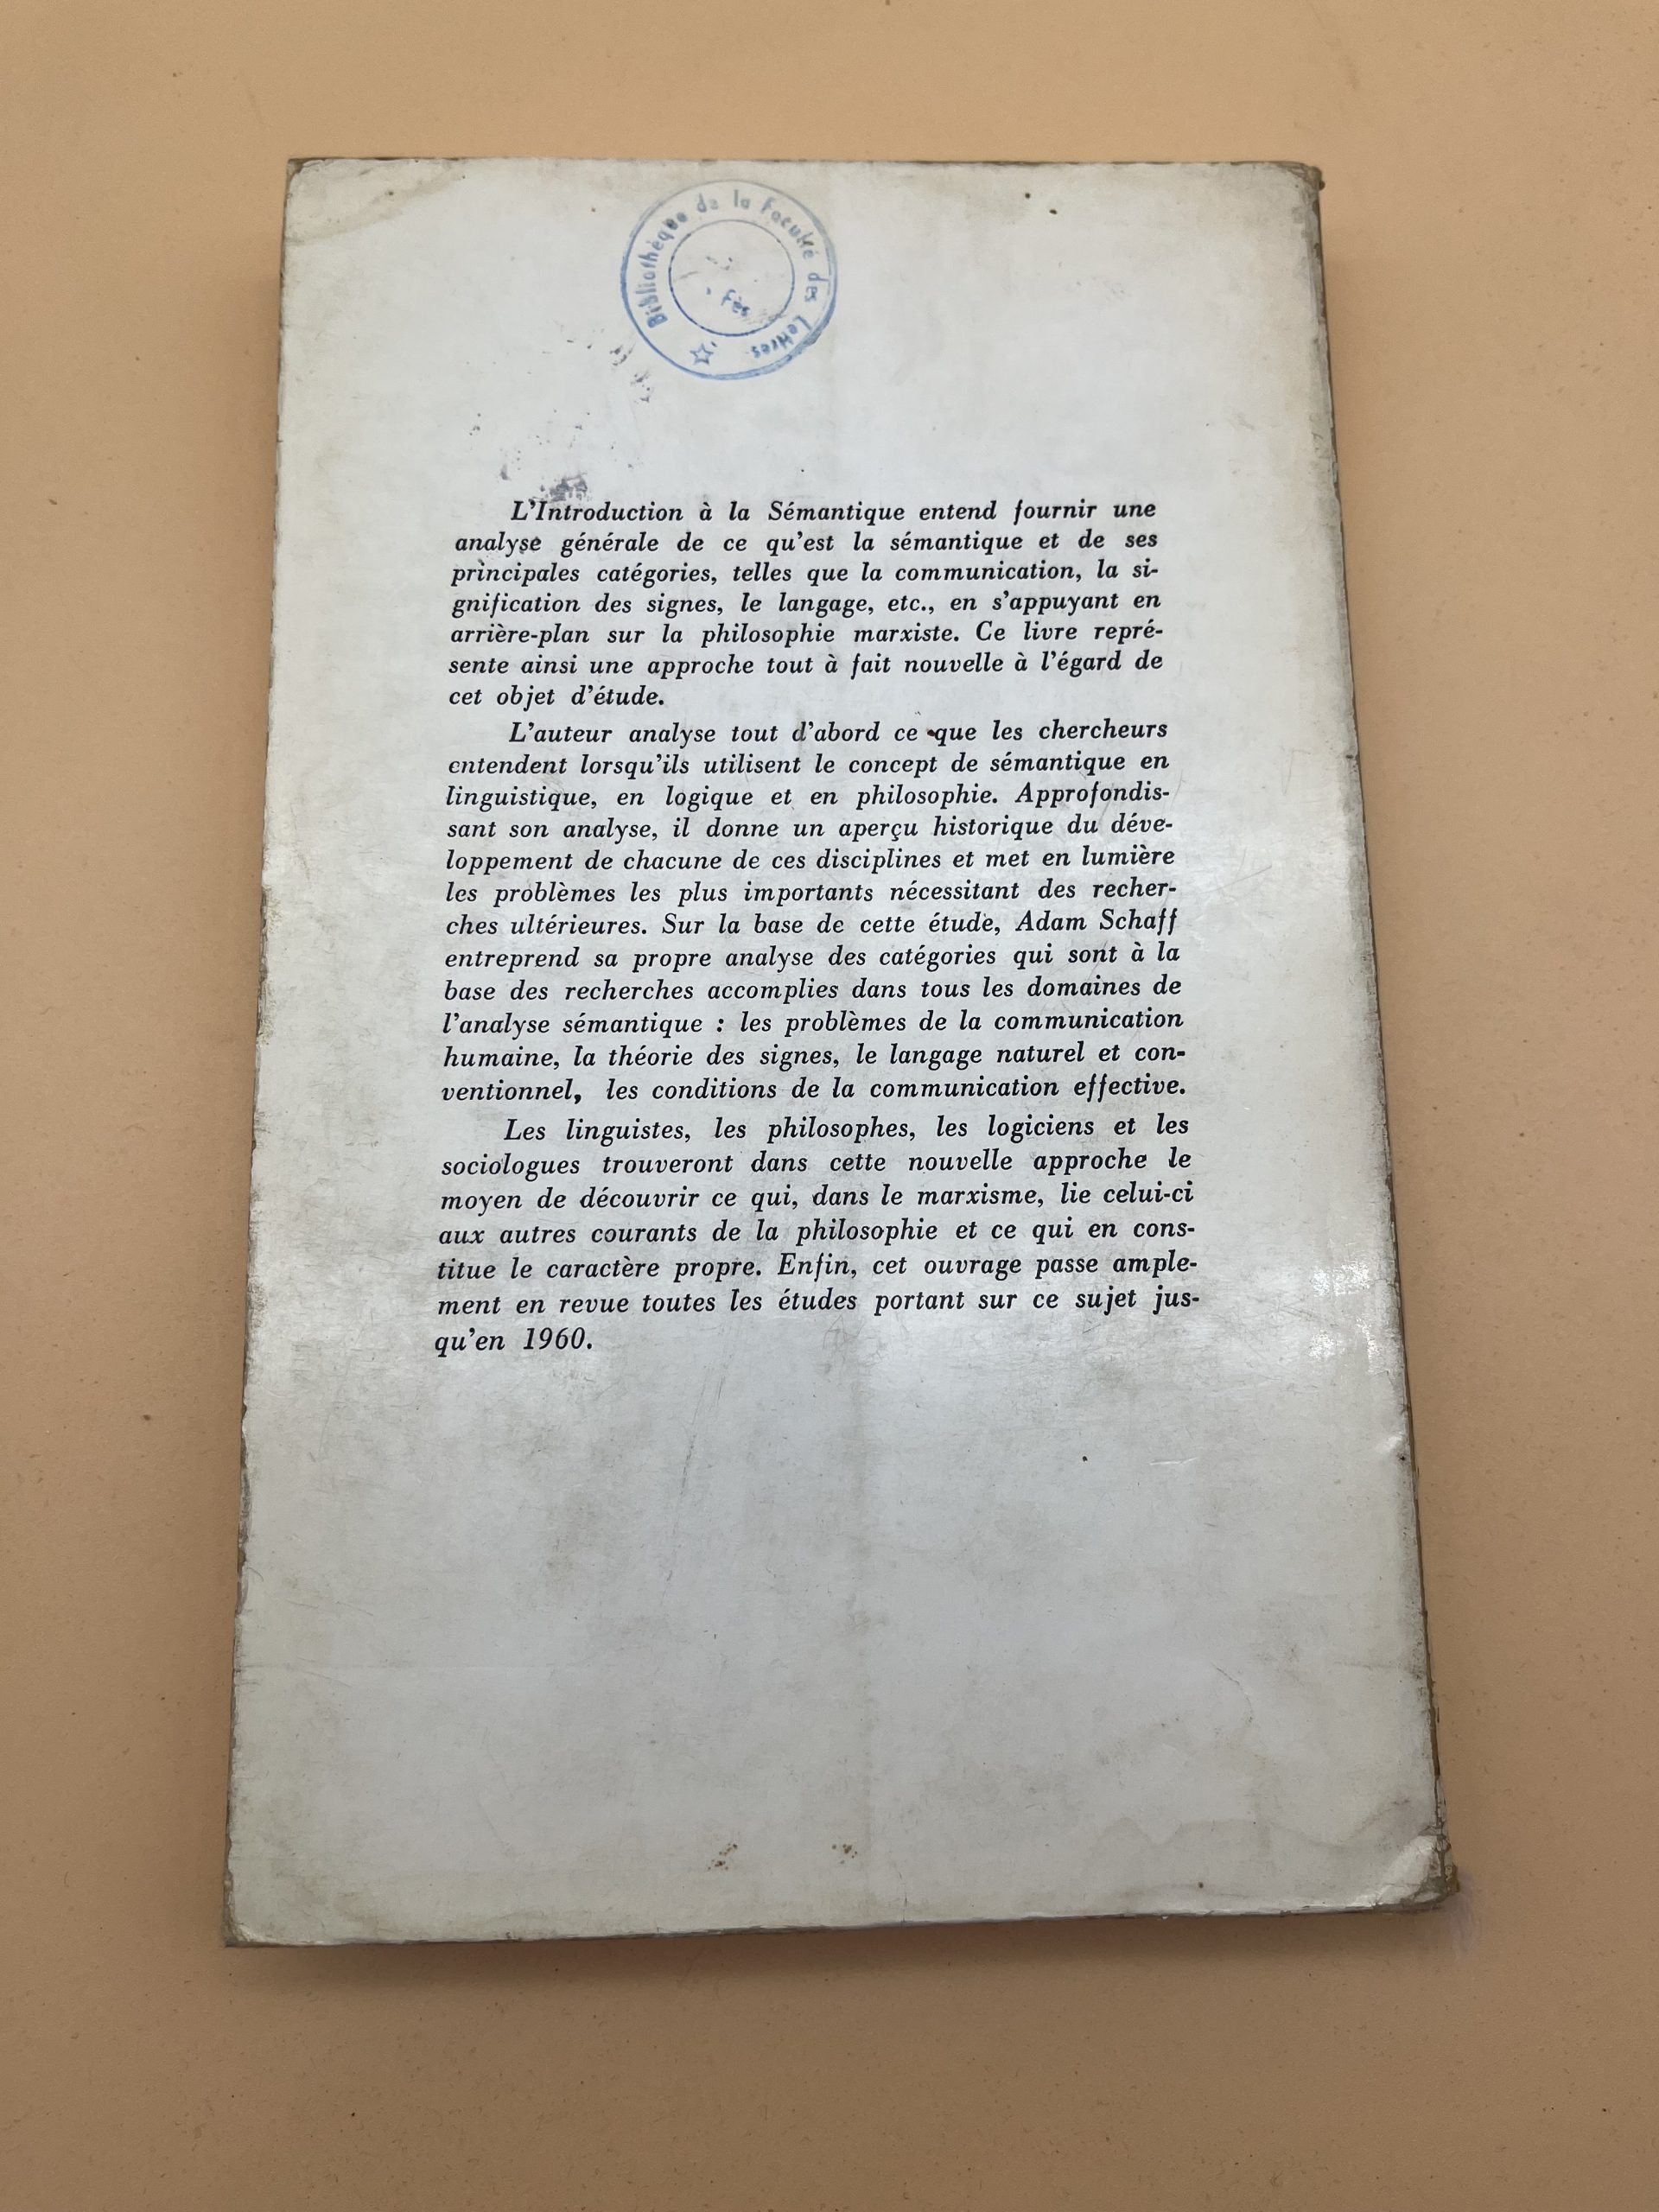 Bibliothèque de la Faculté des Lettres
Fès
L'Introduction à la Sémantique entend fournir une
analyse générale de ce qu'est la sémantique et de ses
principales catégories, telles que la communication, la si-
gnification des signes, le langage, etc., en s'appuyant en
arrière-plan sur la philosophie marxiste. Ce livre repré-
sente ainsi une approche tout à fait nouvelle à l'égard de
cet objet d'étude.
L'auteur analyse tout d'abord ce que les chercheurs
entendent lorsqu'ils utilisent le concept de sémantique en
linguistique, en logique et en philosophie. Approfondis-
sant son analyse, il donne un aperçu historique du déve-
loppement de chacune de ces disciplines et met en lumière
les problèmes les plus importants nécessitant des recher-
ches ultérieures. Sur la base de cette étude, Adam Schaff
entreprend sa propre analyse des catégories qui sont à la
base des recherches accomplies dans tous les domaines de
l'analyse sémantique : les problèmes de la communication
humaine, la théorie des signes, le langage naturel et con-
ventionnel, les conditions de la communication effective.
Les linguistes, les philosophes, les logiciens et les
sociologues trouveront dans cette nouvelle approche le
moyen de découvrir ce qui, dans le marxisme, lie celui-ci
aux autres courants de la philosophie et ce qui en cons-
titue le caractère propre. Enfin, cet ouvrage passe ample-
ment en revue toutes les études portant sur ce sujet jus-
qu'en 1960.